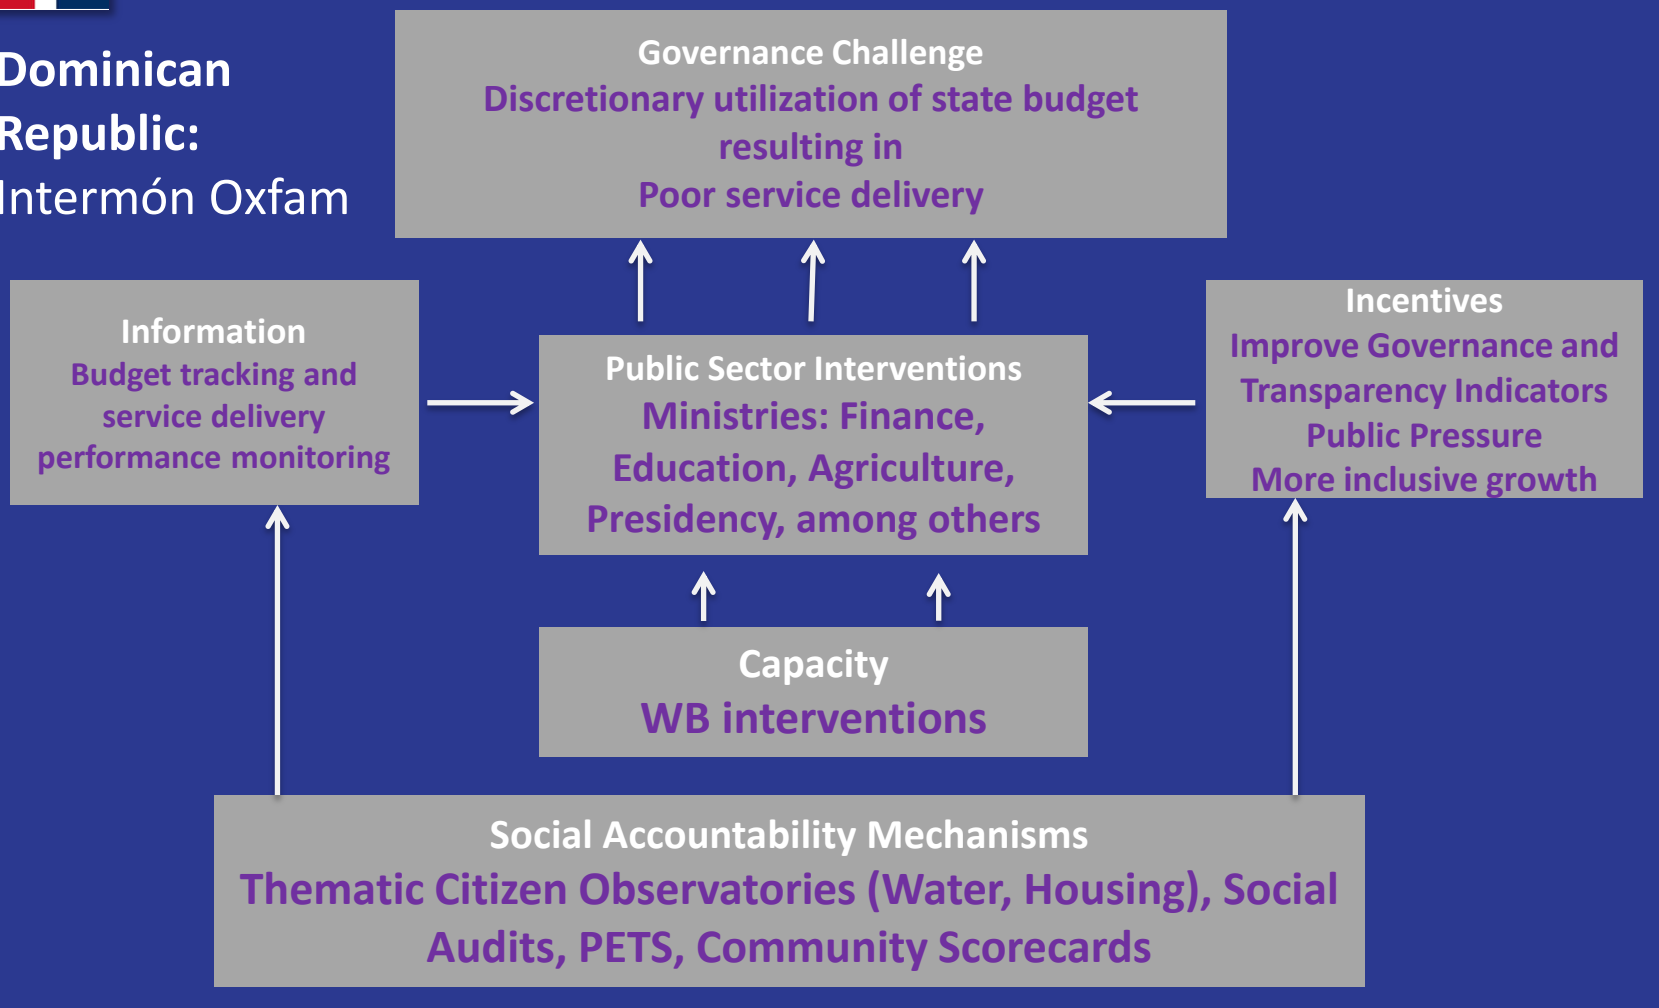 Dominican
Republic:
Intermón Oxfam
Governance Challenge
Discretionary utilization of state budget
resulting in
Poor service delivery
Information
Budget tracking and
service delivery
performance monitoring
Public Sector Interventions
Ministries: Finance,
Education, Agriculture,
Presidency, among others
Incentives
Improve Governance and
Transparency Indicators
Public Pressure
More inclusive growth
Capacity
WB interventions
Social Accountability Mechanisms
Thematic Citizen Observatories (Water, Housing), Social
Audits, PETS, Community Scorecards